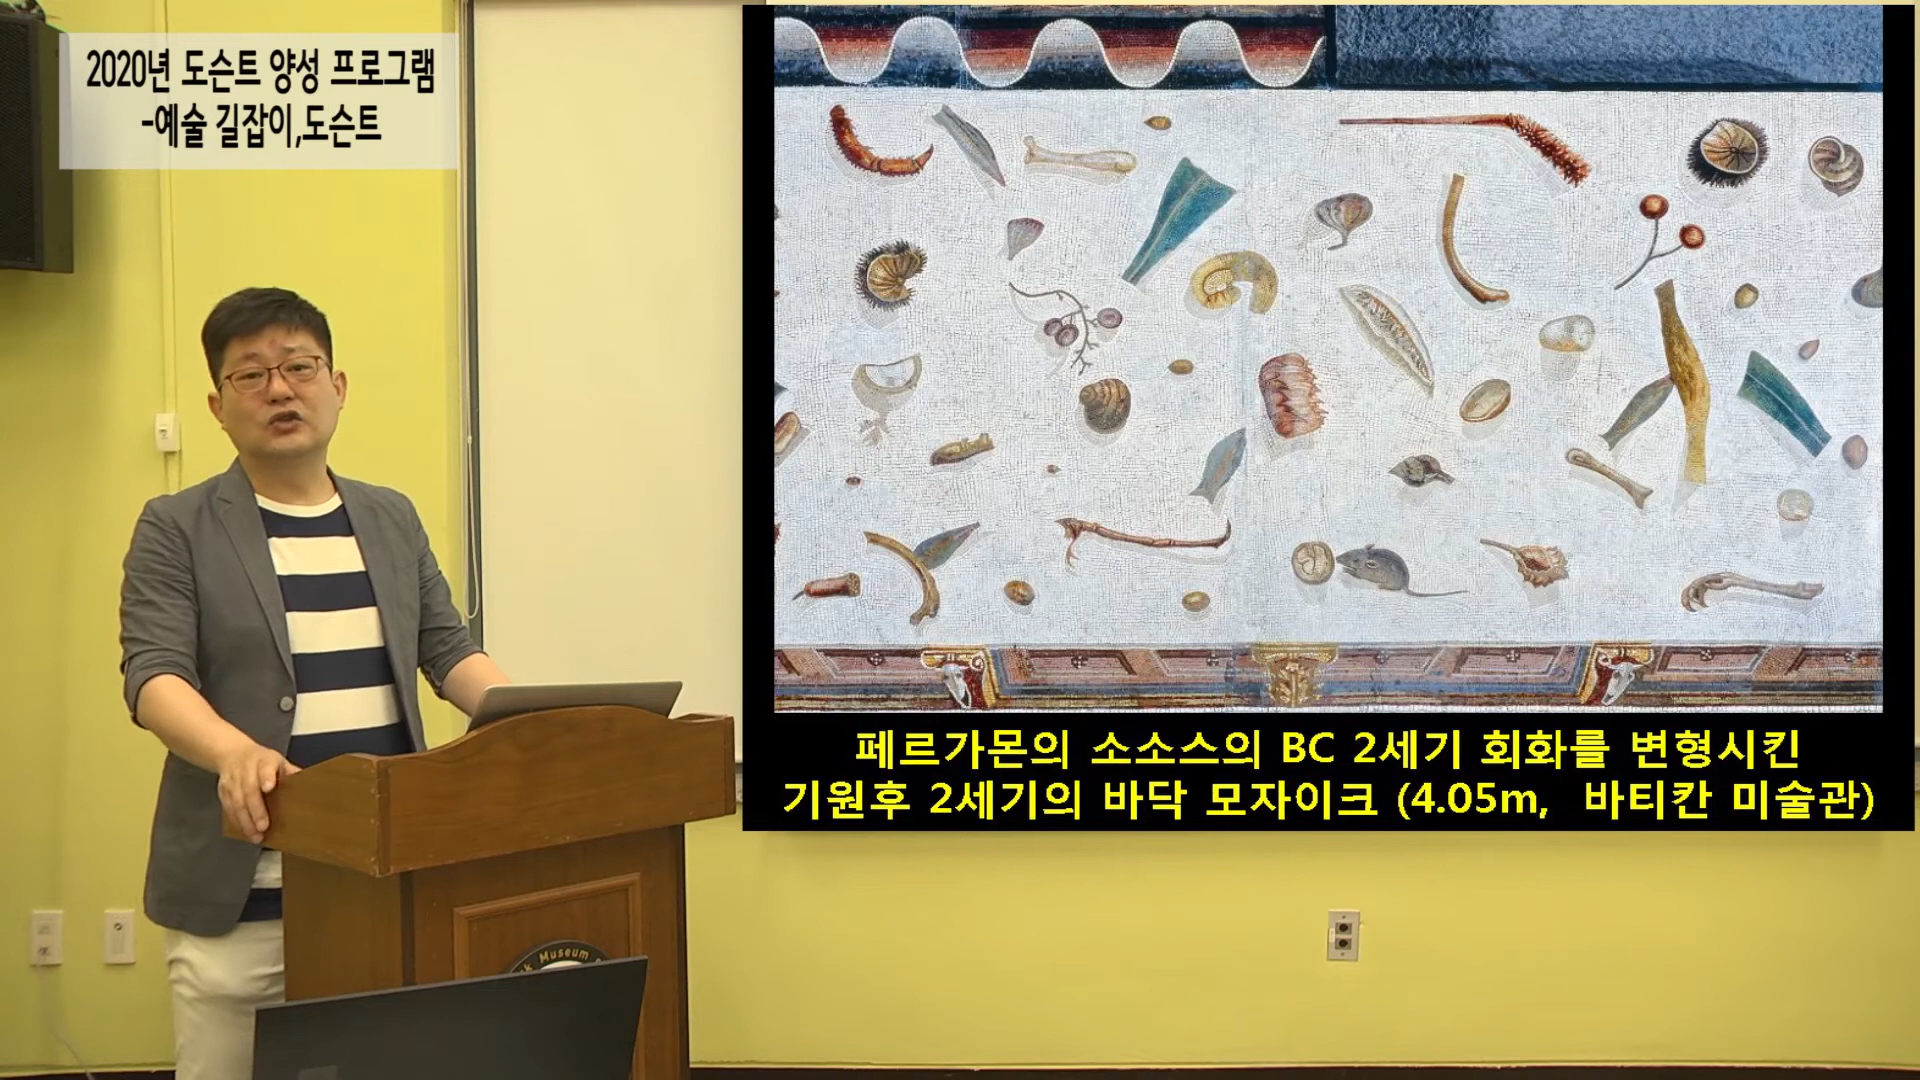 2020년 도슨트 양성 프로그램
-예술 길잡이,도슨트
페르가몬의 소소스의 BC 2세기 회화를 변형시킨
기원후 2세기의 바닥 모자이크 (4.05m, 바티칸 미술관)
Museum